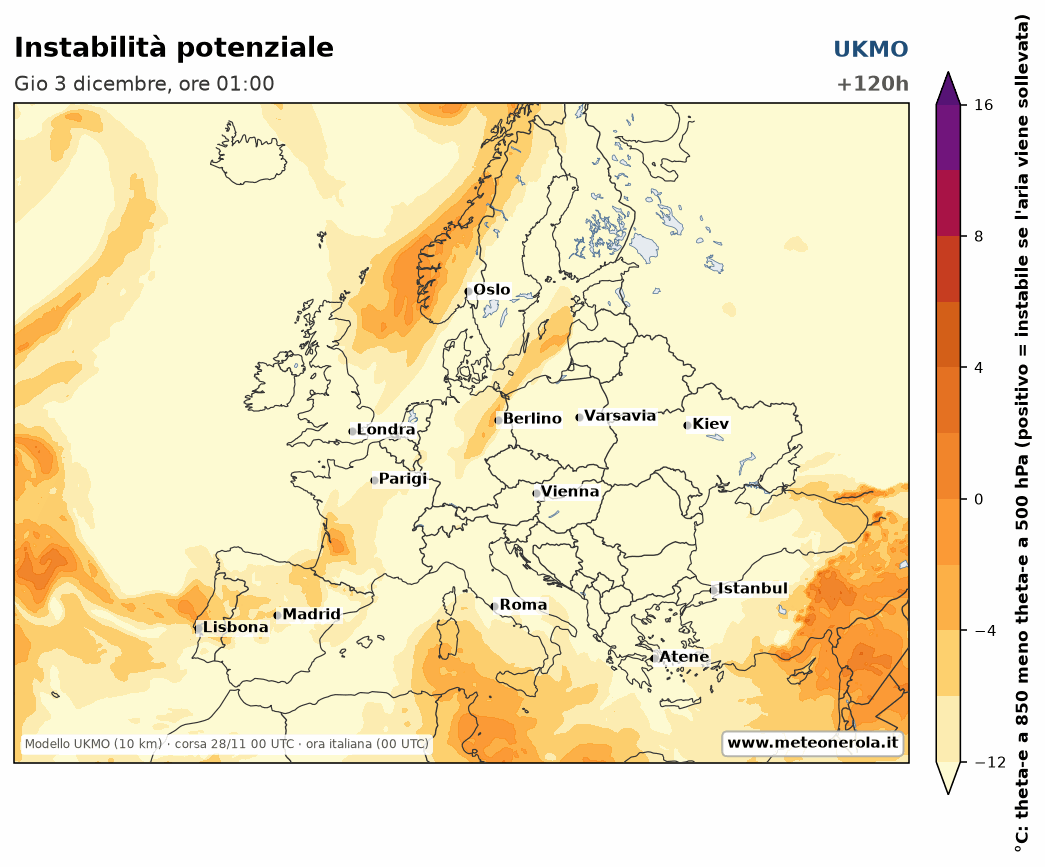 Instabilità potenziale
UKMO
Gio 3 dicembre, ore 01:00
+120h
Oslo
Berlino
Varsavia
Kiev
Londra
Parigi
Vienna
Istanbul
Roma
Madrid
Lisbona
Atene
Modello UKMO (10 km) · corsa 28/11 00 UTC · ora italiana (00 UTC)
www.meteonerola.it
16
8
4
0
−4
−12
°C: theta-e a 850 meno theta-e a 500 hPa (positivo = instabile se l'aria viene sollevata)